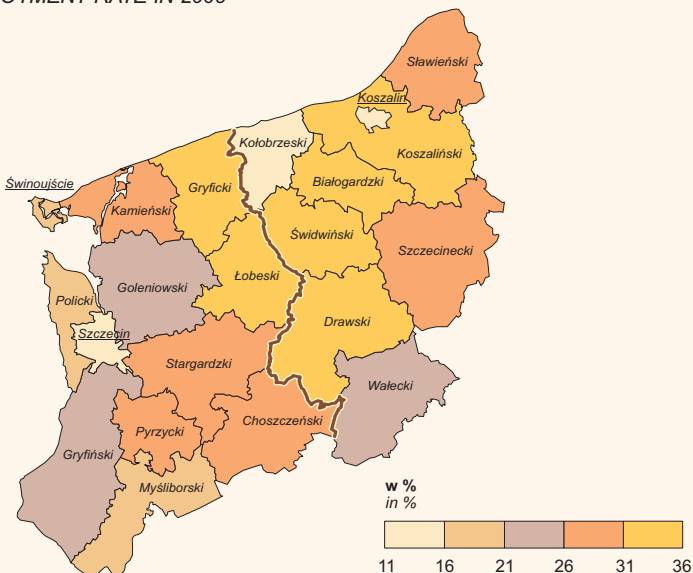 Sławieński
Koszalin
Kołobrzeski
Koszaliński
Białogardzki
Świnoujście
Gryficki
Kamieński
Świdwiński
Szczecinecki
Łobeski
Goleniowski
Policki
Drawski
Szczecin
Stargardzki
Wałecki
Choszczeński
Pyrzycki
Gryfiński
Myśliborski
w %
in %
11 16 21 26 31 36